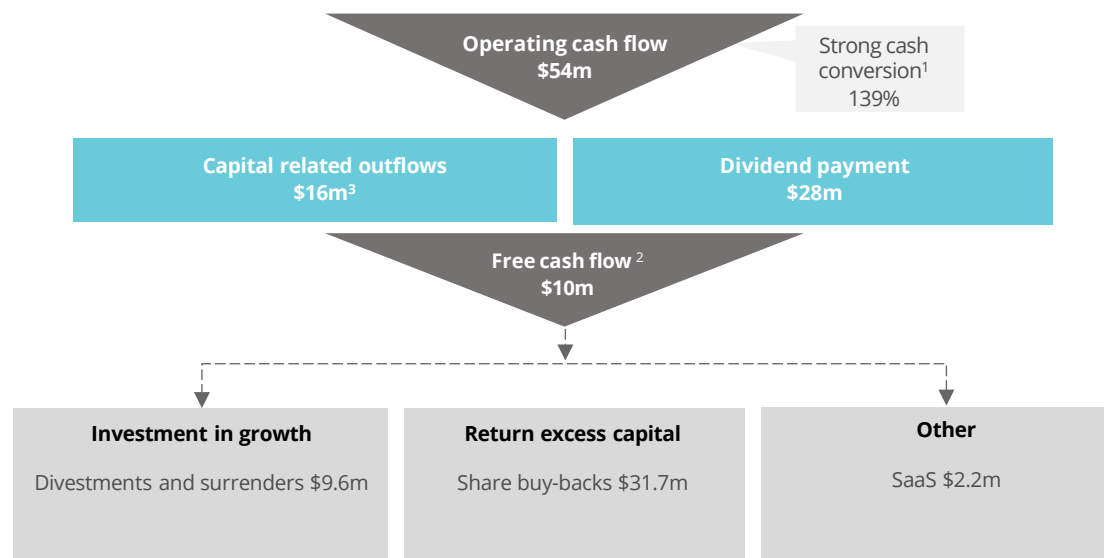 Operating cash flow
$54m
Strong cash
conversion¹
139%
Capital related outflows
$16m³
Dividend payment
$28m
Free cash flow ²
$10m
Investment in growth
Divestments and surrenders $9.6m
Return excess capital
Share buy-backs $31.7m
Other
SaaS $2.2m